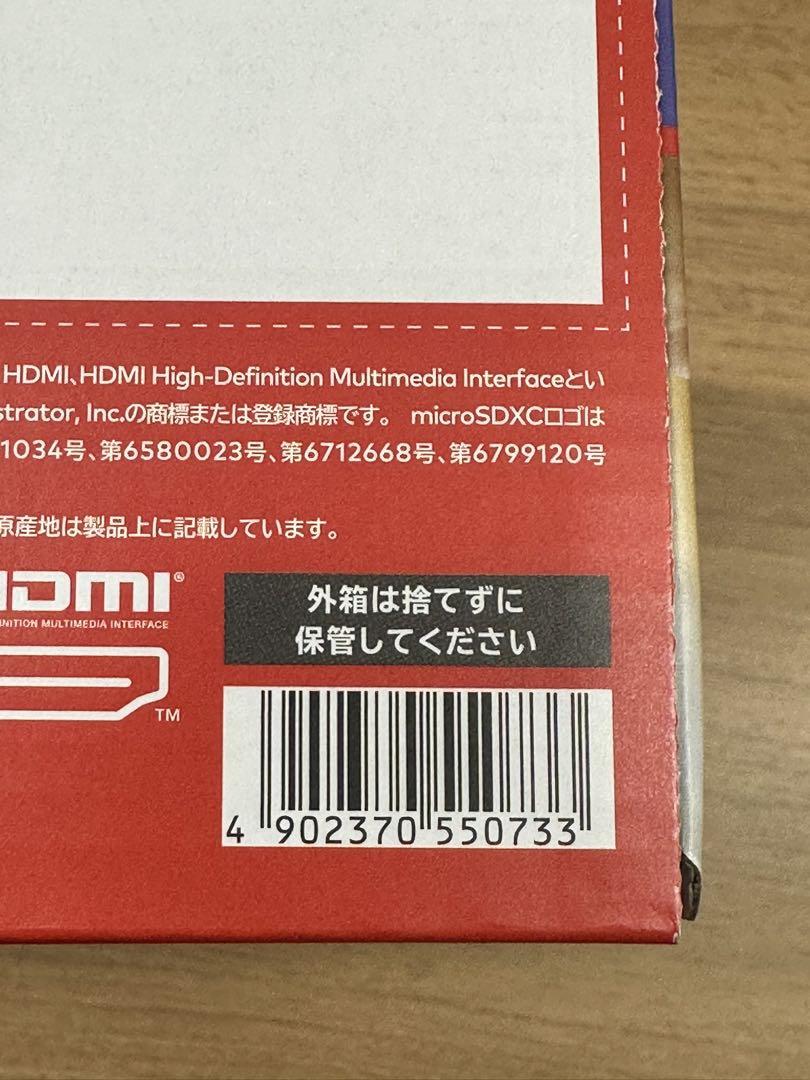 HDMI、HDMI High-Definition Multimedia Interfaceとい
strator, Inc.の商標または登録商標です。 microSDXCロゴは
1034号、第6580023号、第6712668号、第6799120号
原産地は製品上に記載しています。
HDMI®
INITION MULTIMEDIA INTERFACE
TM
外箱は捨てずに
保管してください
4 902370 550733